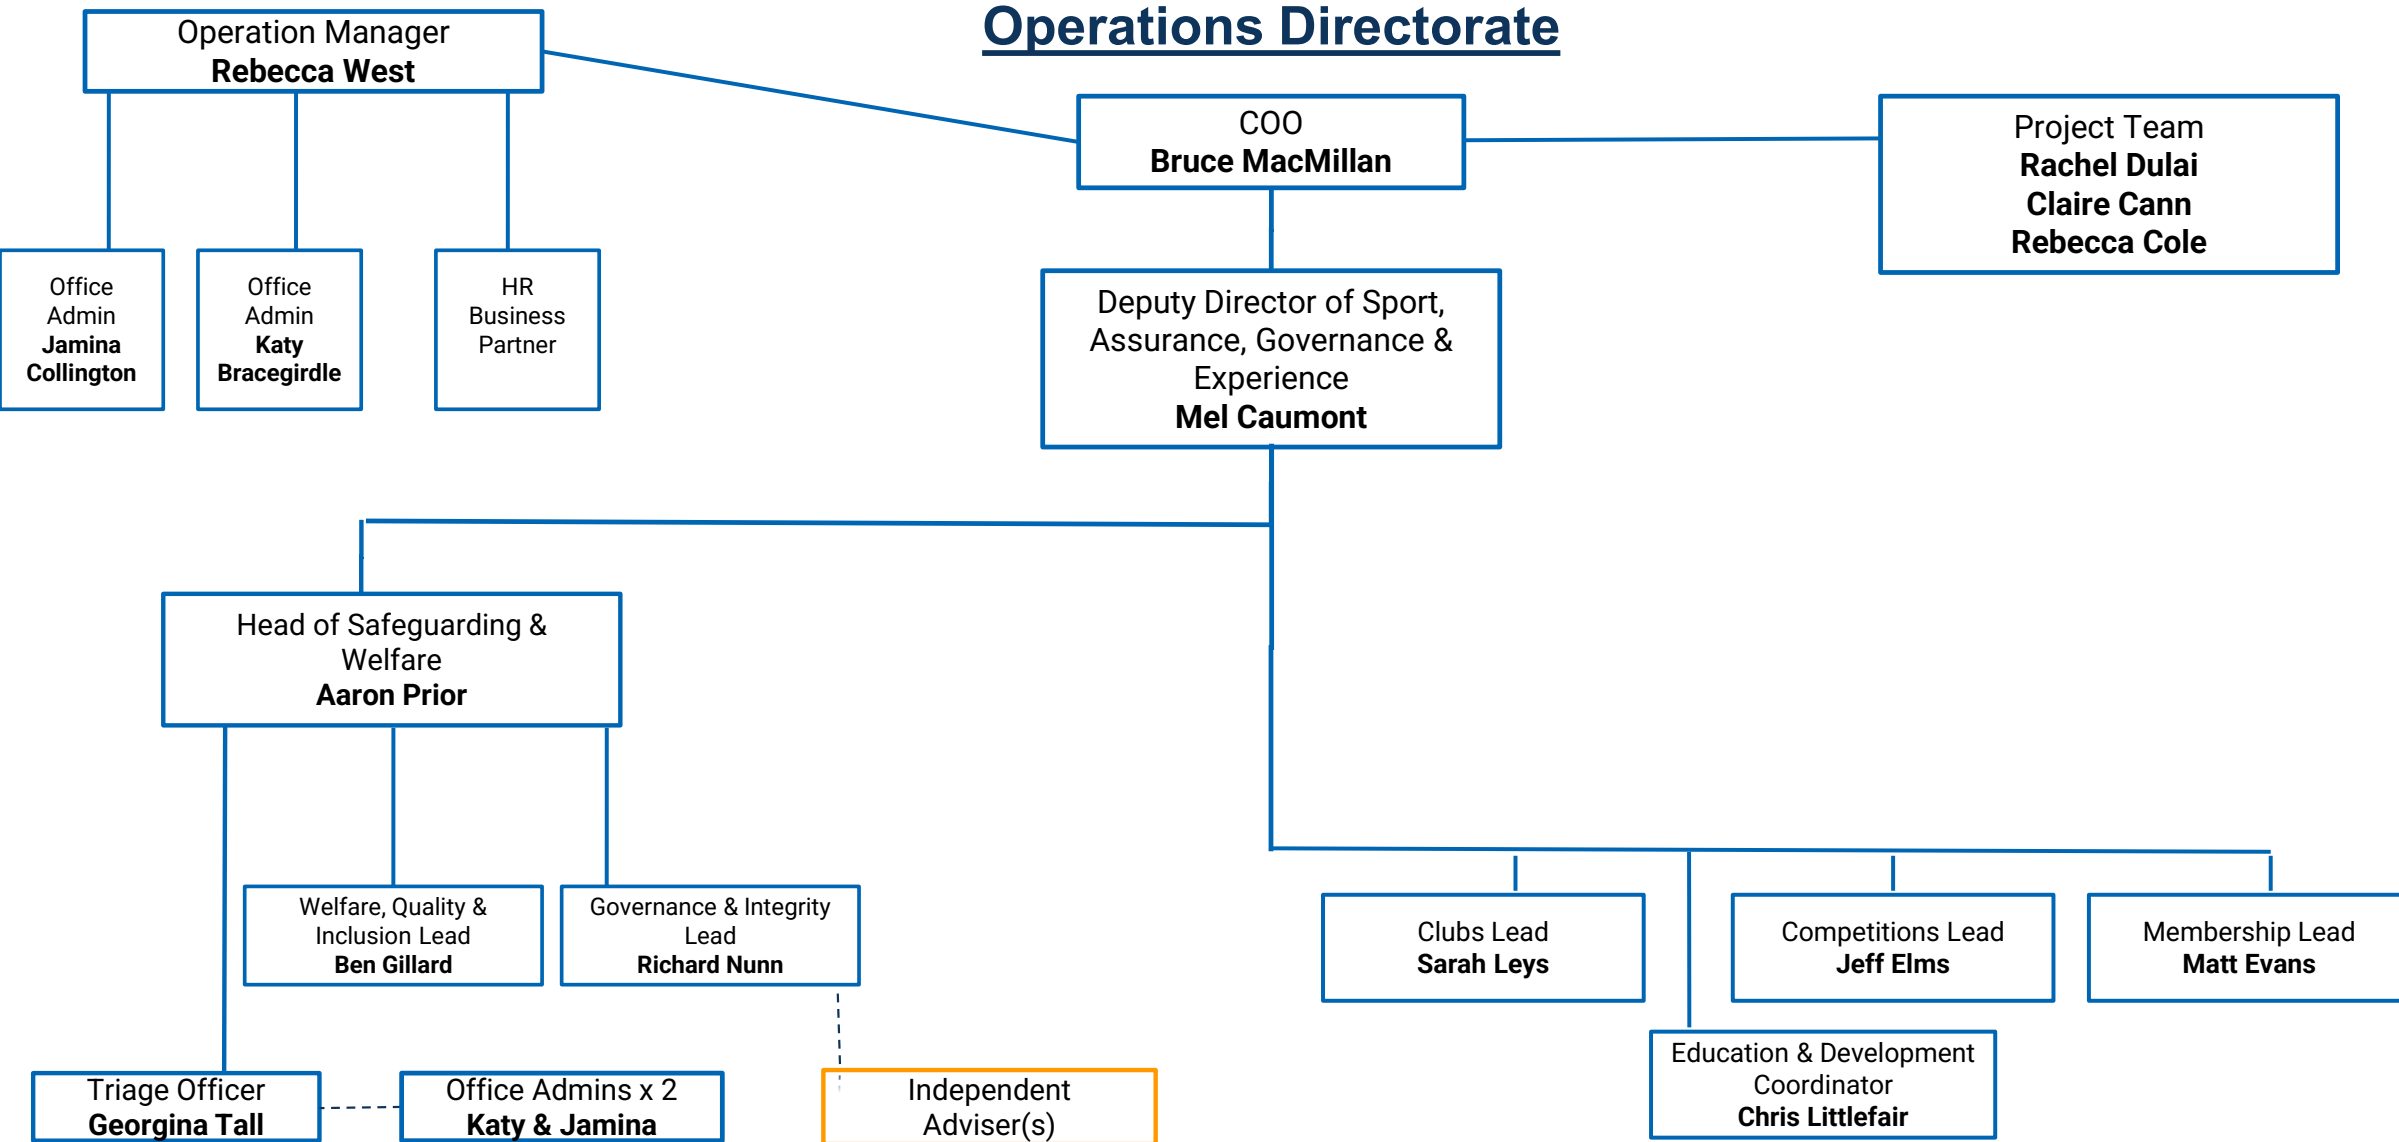 Operations Directorate
Operation Manager
Rebecca West
COO
Bruce MacMillan
Project Team
Rachel Dulai
Claire Cann
Rebecca Cole
Office
Admin
Jamina
Collington
Office
Admin
Katy
Bracegirdle
HR
Business
Partner
Deputy Director of Sport,
Assurance, Governance &
Experience
Mel Caumont
Head of Safeguarding &
Welfare
Aaron Prior
Welfare, Quality &
Inclusion Lead
Ben Gillard
Governance & Integrity
Lead
Richard Nunn
Clubs Lead
Sarah Leys
Competitions Lead
Jeff Elms
Membership Lead
Matt Evans
Education & Development
Coordinator
Chris Littlefair
Triage Officer
Georgina Tall
Office Admins x 2
Katy & Jamina
Independent
Adviser(s)